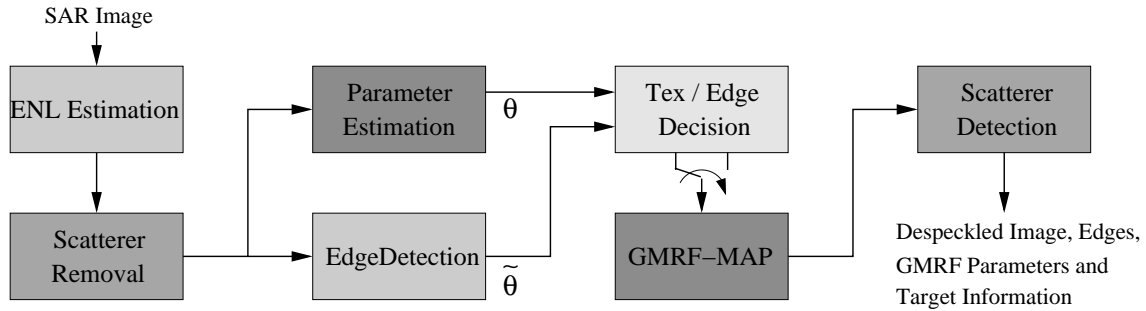 SAR Image
ENL Estimation
Scatterer
Removal
Parameter
Estimation
θ
EdgeDetection
θ̃
Tex / Edge
Decision
GMRF−MAP
Scatterer
Detection
Despeckled Image, Edges,
GMRF Parameters and
Target Information